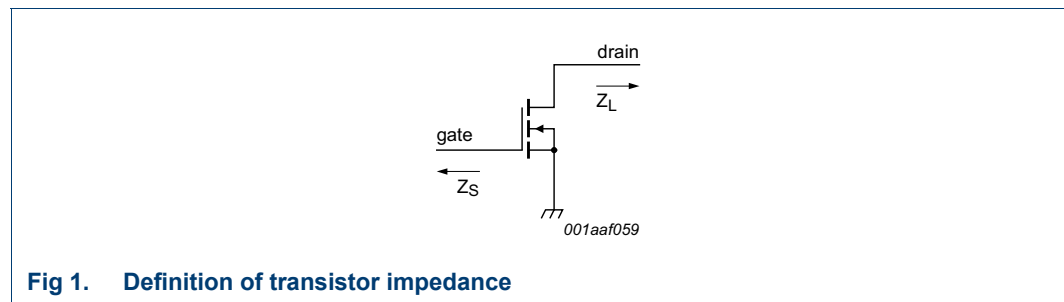 drain
Z_L
gate
Z_S
001aaf059
Fig 1. Definition of transistor impedance